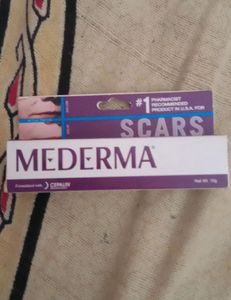 #1 PHARMACIST
RECOMMENDED
PRODUCT IN U.S.A. FOR
SCARS
MEDERMA®
Formulated with CEPALIN
Net Wt. 10g